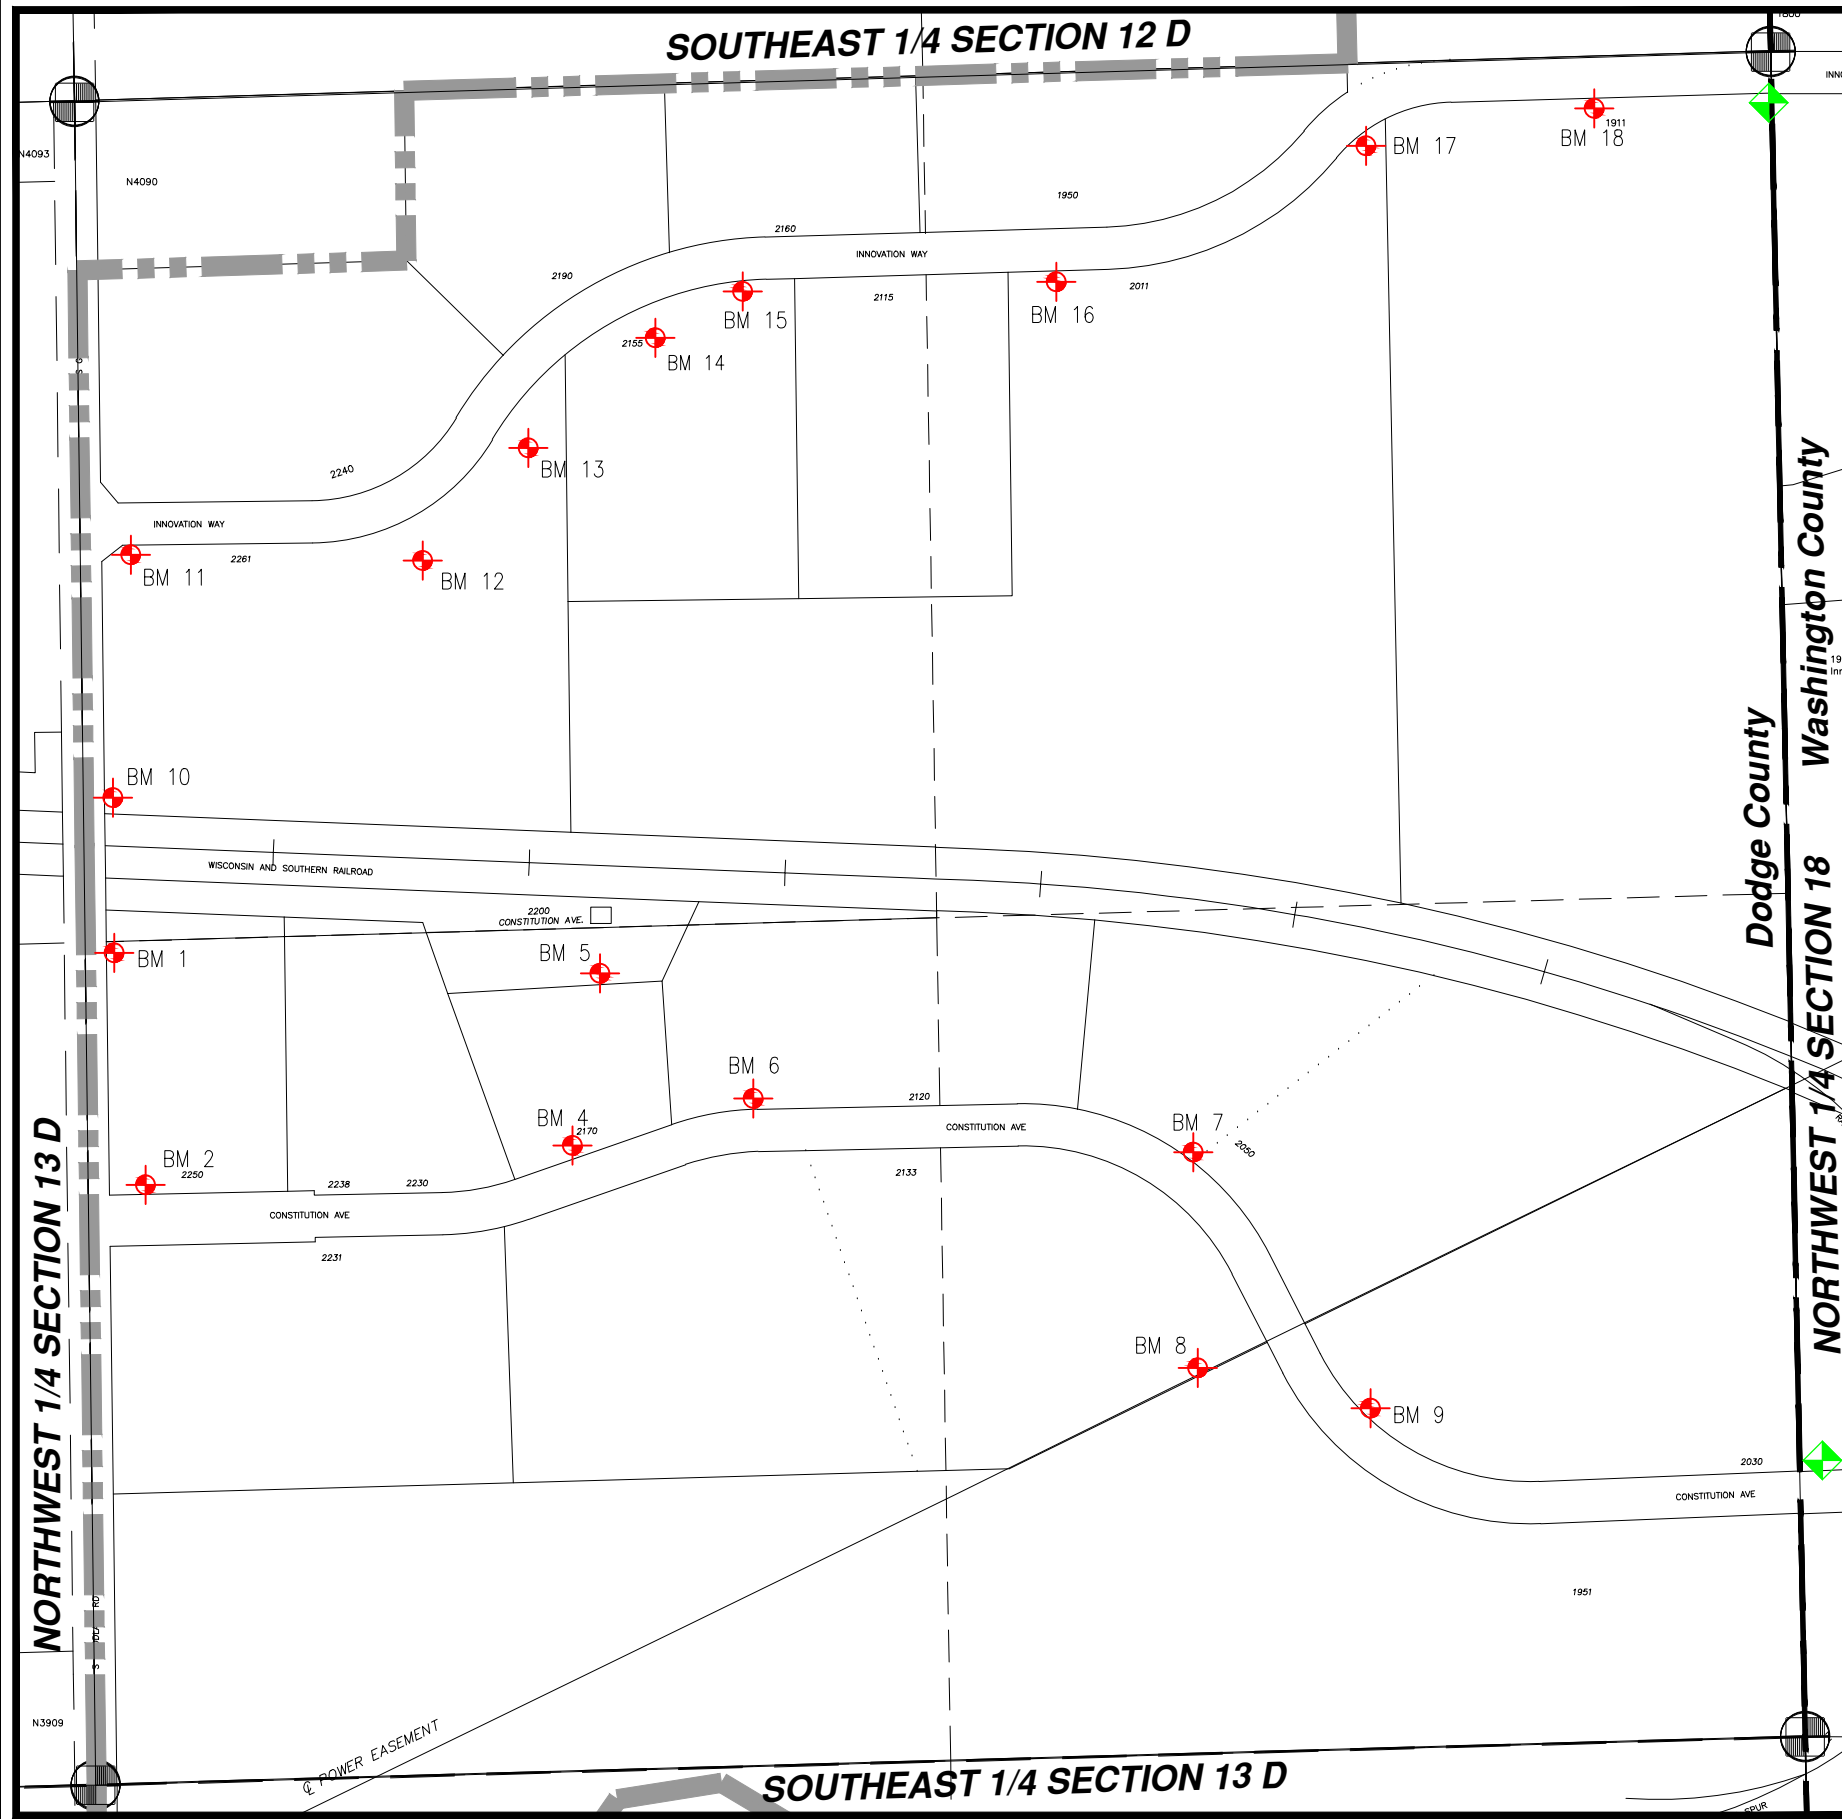 SOUTHEAST 1/4 SECTION 12 D
N4093
N4090
1950
1911
BM 18
BM 17
2160
INNOVATION WAY
2190
2115
2011
BM 15
BM 16
2155
BM 14
2240
BM 13
INNOVATION WAY
2261
BM 11
BM 12
Washington County
Dodge County
BM 10
WISCONSIN AND SOUTHERN RAILROAD
2200
CONSTITUTION AVE.
BM 5
BM 1
NORTHWEST 1/4 SECTION 18
BM 6
2120
CONSTITUTION AVE
BM 4
2170
BM 7
2050
BM 2
2250
2238
2230
2133
CONSTITUTION AVE
2231
NORTHWEST 1/4 SECTION 13 D
BM 8
BM 9
2030
CONSTITUTION AVE
1951
N3909
POWER EASEMENT
SOUTHEAST 1/4 SECTION 13 D
SPUR